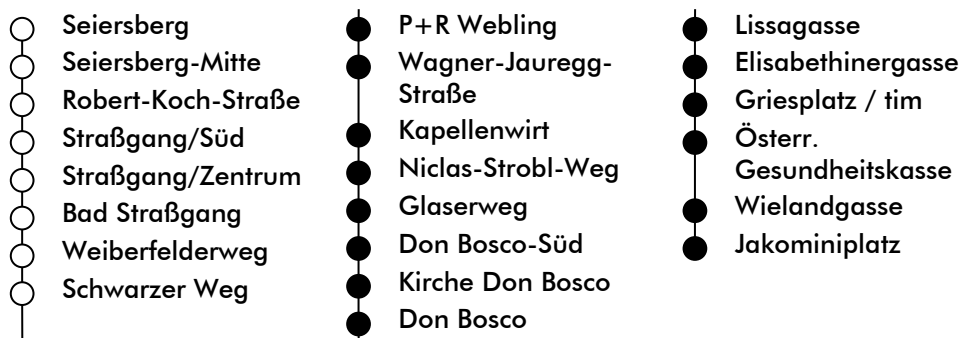 Seiersberg
Seiersberg-Mitte
Robert-Koch-Straße
Straßgang/Süd
Straßgang/Zentrum
Bad Straßgang
Weiberfelderweg
Schwarzer Weg
P+R Webling
Wagner-Jauregg-
Straße
Kapellenwirt
Niclas-Strobl-Weg
Glaserweg
Don Bosco-Süd
Kirche Don Bosco
Don Bosco
Lissagasse
Elisabethinergasse
Griesplatz / tim
Österr.
Gesundheitskasse
Wielandgasse
Jakominiplatz